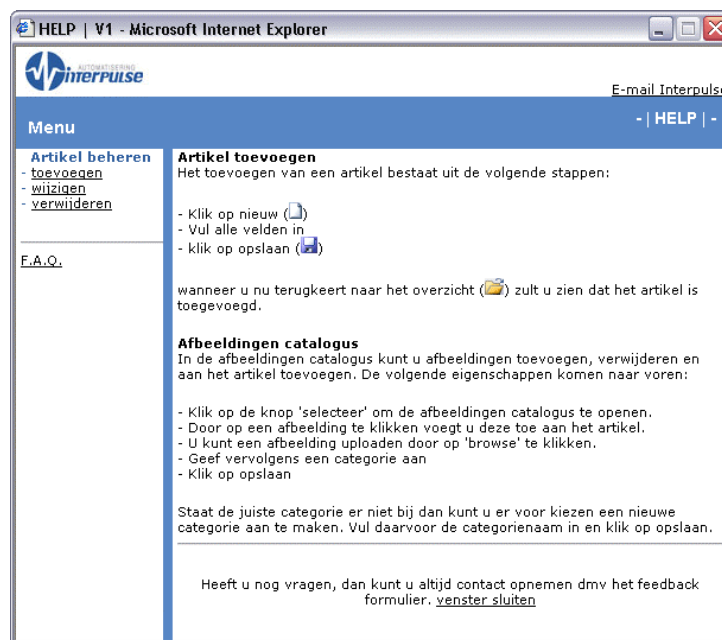 HELP | V1 - Microsoft Internet Explorer
AUTOMATISERING
interpulse
E-mail Interpulse
Menu
- | HELP | -
Artikel beheren
- toevoegen
- wijzigen
- verwijderen
F.A.Q.
Artikel toevoegen
Het toevoegen van een artikel bestaat uit de volgende stappen:
- Klik op nieuw ( )
- Vul alle velden in
- klik op opslaan ( )
wanneer u nu terugkeert naar het overzicht ( ) zult u zien dat het artikel is
toegevoegd.
Afbeeldingen catalogus
In de afbeeldingen catalogus kunt u afbeeldingen toevoegen, verwijderen en
aan het artikel toevoegen. De volgende eigenschappen komen naar voren:
- Klik op de knop 'selecteer' om de afbeeldingen catalogus te openen.
- Door op een afbeelding te klikken voegt u deze toe aan het artikel.
- U kunt een afbeelding uploaden door op 'browse' te klikken.
- Geef vervolgens een categorie aan
- Klik op opslaan
Staat de juiste categorie er niet bij dan kunt u er voor kiezen een nieuwe
categorie aan te maken. Vul daarvoor de categorienaam in en klik op opslaan.
Heeft u nog vragen, dan kunt u altijd contact opnemen dmv het feedback
formulier. venster sluiten